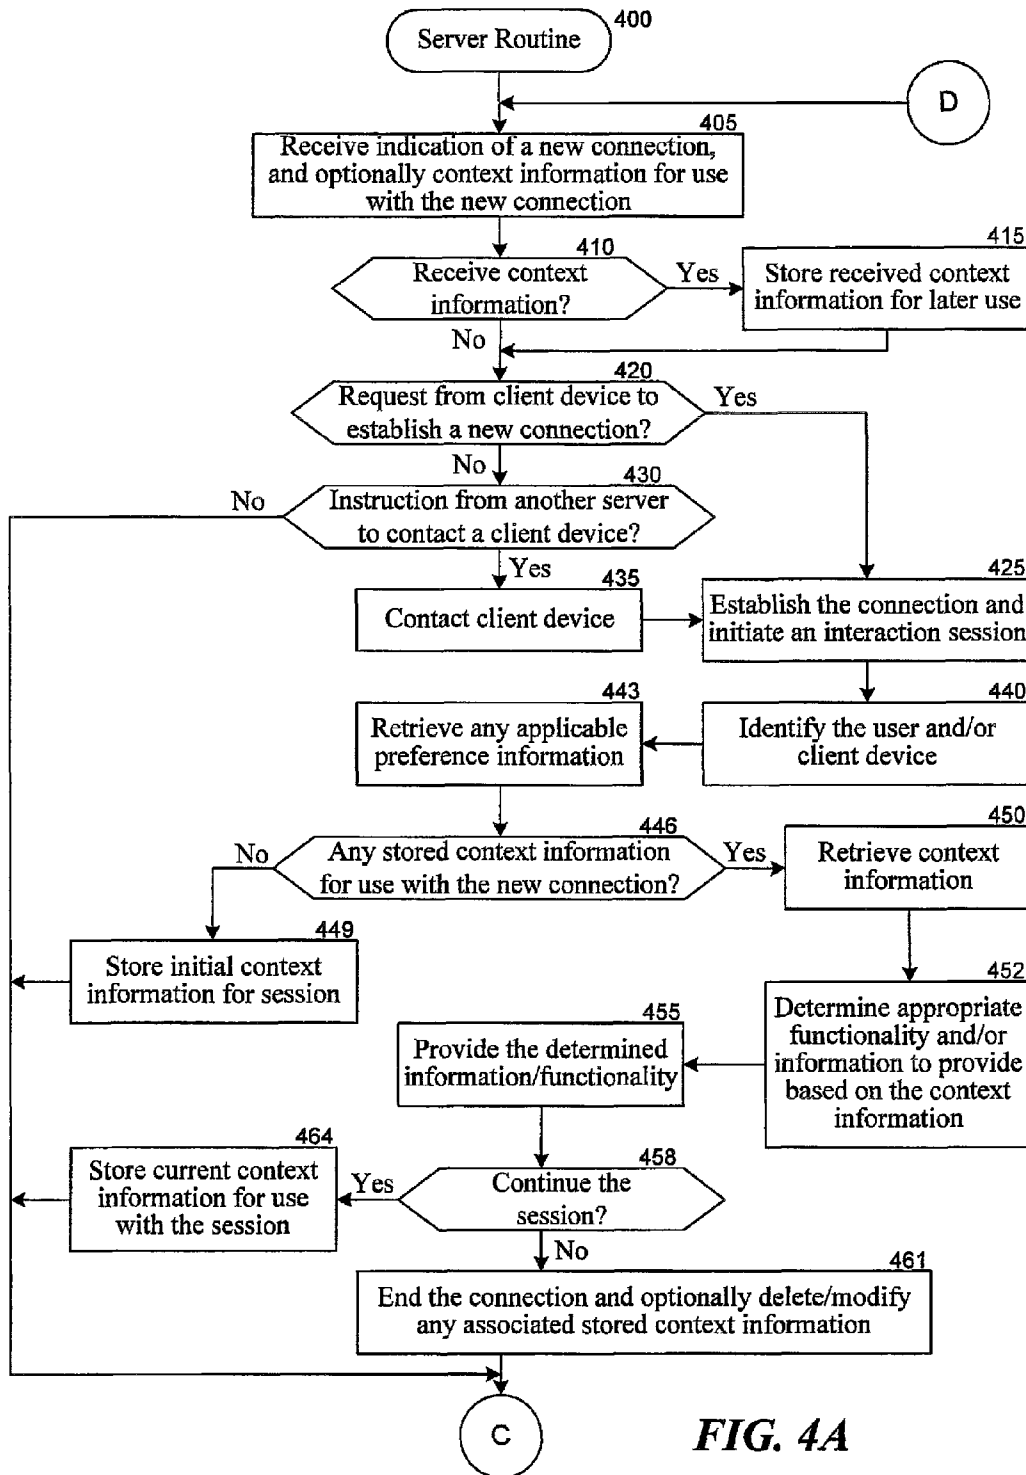 400
Server Routine
D
405
Receive indication of a new connection,
and optionally context information for use
with the new connection
410
Receive context
information?
Yes
415
Store received context
information for later use
No
420
Request from client device to
establish a new connection?
Yes
No
430
Instruction from another server
to contact a client device?
No
Yes
435
Contact client device
425
Establish the connection and
initiate an interaction session
440
Identify the user and/or
client device
443
Retrieve any applicable
preference information
446
Any stored context information
for use with the new connection?
No
Yes
450
Retrieve context
information
449
Store initial context
information for session
452
Determine appropriate
functionality and/or
information to provide
based on the context
information
455
Provide the determined
information/functionality
458
Continue the
session?
Yes
464
Store current context
information for use
with the session
No
461
End the connection and optionally delete/modify
any associated stored context information
C
FIG. 4A